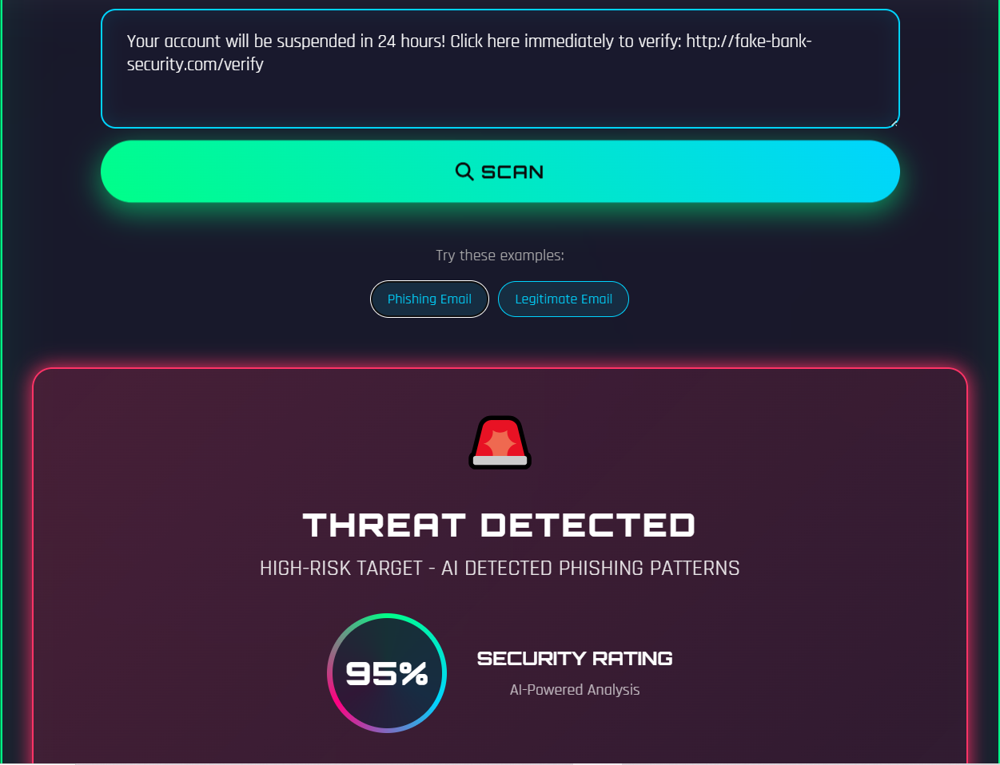 Your account will be suspended in 24 hours! Click here immediately to verify: http://fake-bank-
security.com/verify
SCAN
Try these examples:
Phishing Email
Legitimate Email
THREAT DETECTED
HIGH-RISK TARGET - AI DETECTED PHISHING PATTERNS
95%
SECURITY RATING
AI-Powered Analysis